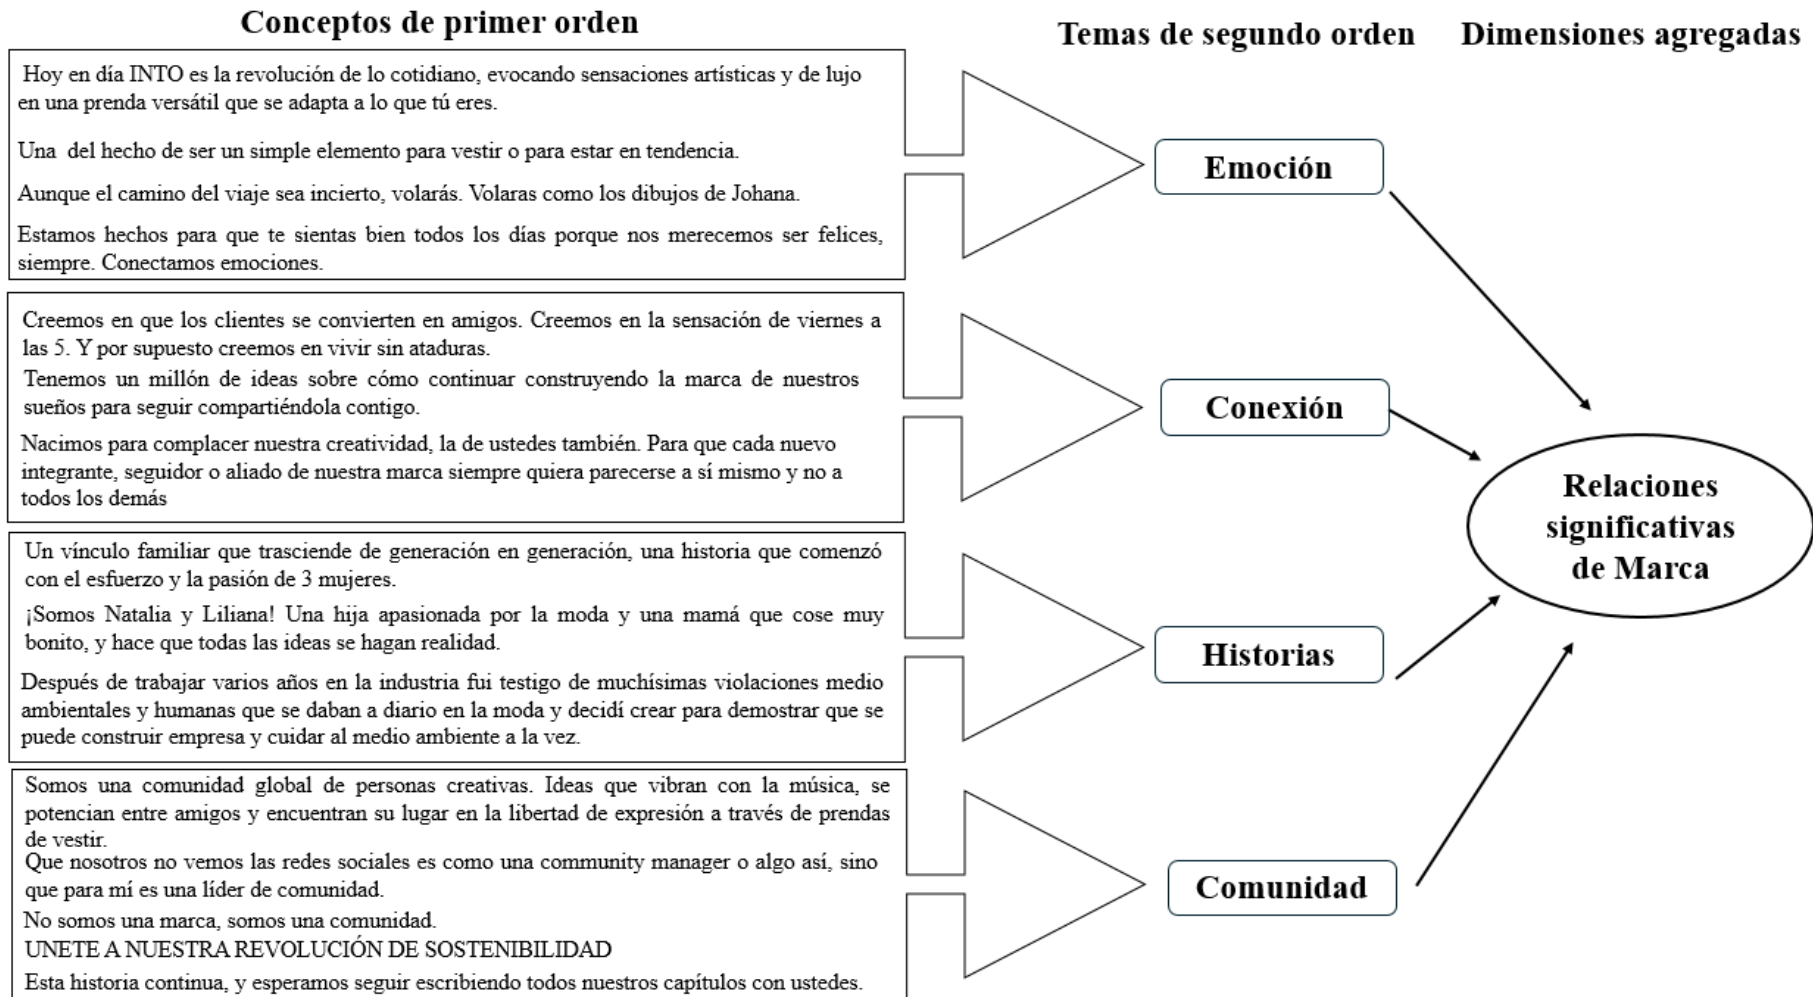 Conceptos de primer orden
Temas de segundo orden
Dimensiones agregadas
Hoy en día INTO es la revolución de lo cotidiano, evocando sensaciones artísticas y de lujo
en una prenda versátil que se adapta a lo que tú eres.
Una del hecho de ser un simple elemento para vestir o para estar en tendencia.
Aunque el camino del viaje sea incierto, volarás. Volaras como los dibujos de Johana.
Estamos hechos para que te sientas bien todos los días porque nos merecemos ser felices,
siempre. Conectamos emociones.
Emoción
Creemos en que los clientes se convierten en amigos. Creemos en la sensación de viernes a
las 5. Y por supuesto creemos en vivir sin ataduras.
Tenemos un millón de ideas sobre cómo continuar construyendo la marca de nuestros
sueños para seguir compartiéndola contigo.
Nacimos para complacer nuestra creatividad, la de ustedes también. Para que cada nuevo
integrante, seguidor o aliado de nuestra marca siempre quiera parecerse a sí mismo y no a
todos los demás
Conexión
Un vínculo familiar que trasciende de generación en generación, una historia que comenzó
con el esfuerzo y la pasión de 3 mujeres.
¡Somos Natalia y Liliana! Una hija apasionada por la moda y una mamá que cose muy
bonito, y hace que todas las ideas se hagan realidad.
Después de trabajar varios años en la industria fui testigo de muchísimas violaciones medio
ambientales y humanas que se daban a diario en la moda y decidí crear para demostrar que se
puede construir empresa y cuidar al medio ambiente a la vez.
Historias
Somos una comunidad global de personas creativas. Ideas que vibran con la música, se
potencian entre amigos y encuentran su lugar en la libertad de expresión a través de prendas
de vestir.
Que nosotros no vemos las redes sociales es como una community manager o algo así, sino
que para mí es una líder de comunidad.
No somos una marca, somos una comunidad.
UNETE A NUESTRA REVOLUCIÓN DE SOSTENIBILIDAD
Esta historia continua, y esperamos seguir escribiendo todos nuestros capítulos con ustedes.
Comunidad
Relaciones
significativas
de Marca